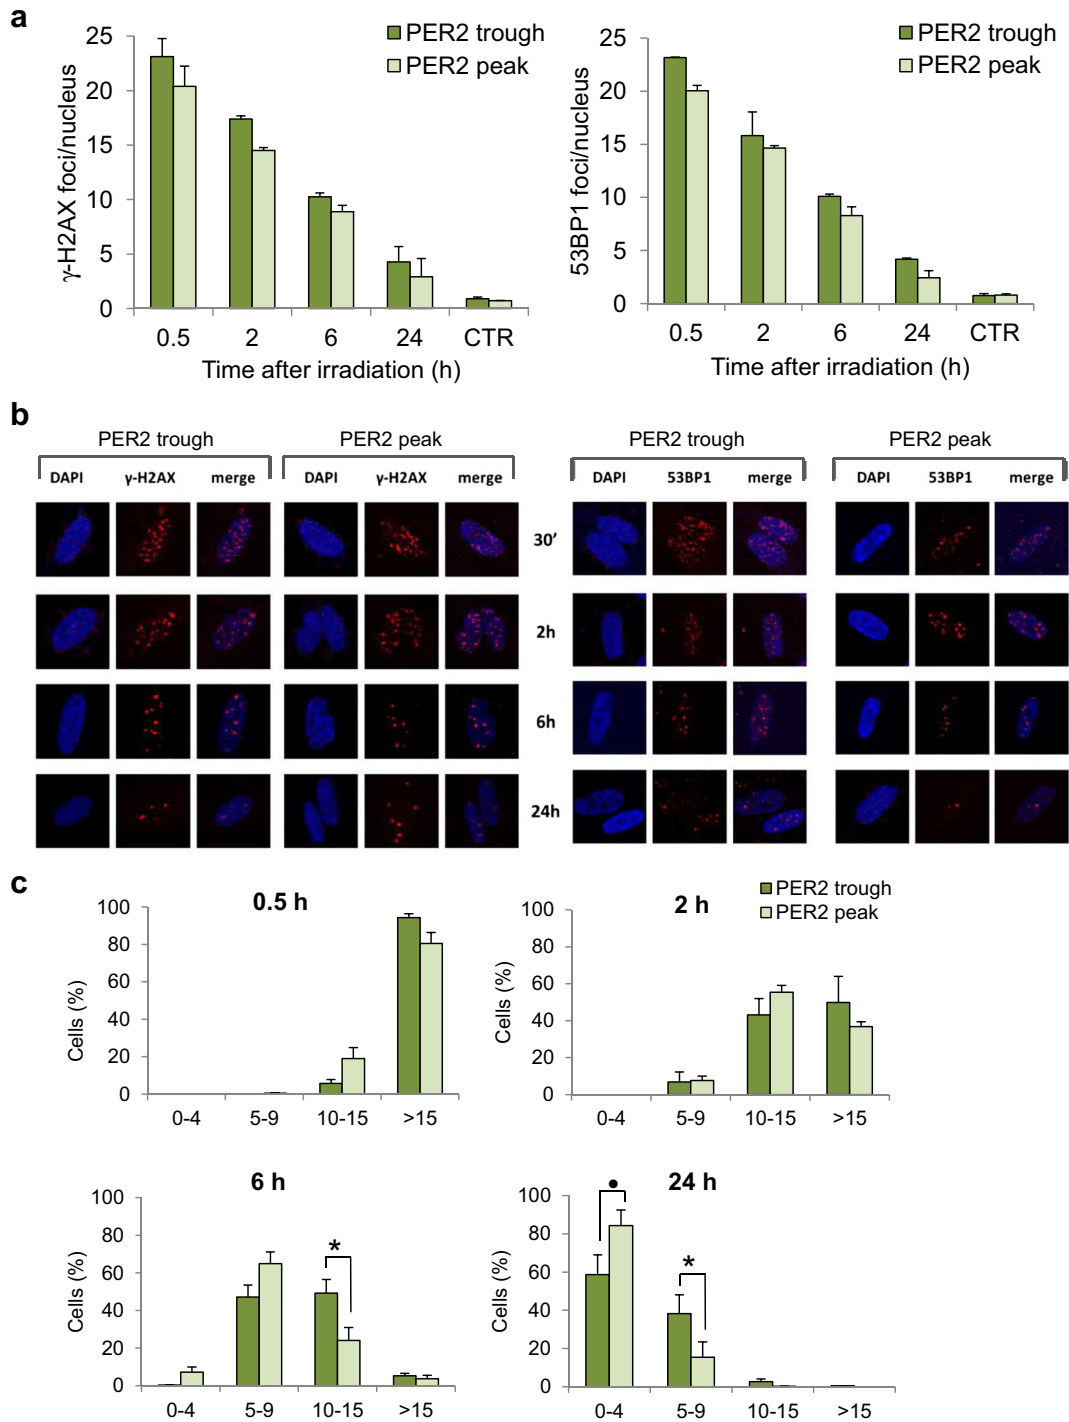 a
PER2 trough
PER2 peak
γ-H2AX foci/nucleus
25
20
15
10
5
0
0.5 2 6 24 CTR
Time after irradiation (h)
PER2 trough
PER2 peak
53BP1 foci/nucleus
25
20
15
10
5
0
0.5 2 6 24 CTR
Time after irradiation (h)
b
PER2 trough PER2 peak PER2 trough PER2 peak
DAPI γ-H2AX merge DAPI γ-H2AX merge DAPI 53BP1 merge DAPI 53BP1 merge
30’
2h
6h
24h
c
0.5 h
Cells (%)
100
80
60
40
20
0
0-4 5-9 10-15 >15
2 h
PER2 trough
PER2 peak
Cells (%)
100
80
60
40
20
0
0-4 5-9 10-15 >15
6 h
Cells (%)
100
80
60
40
20
0
*
0-4 5-9 10-15 >15
24 h
Cells (%)
100
80
60
40
20
0
•
*
0-4 5-9 10-15 >15